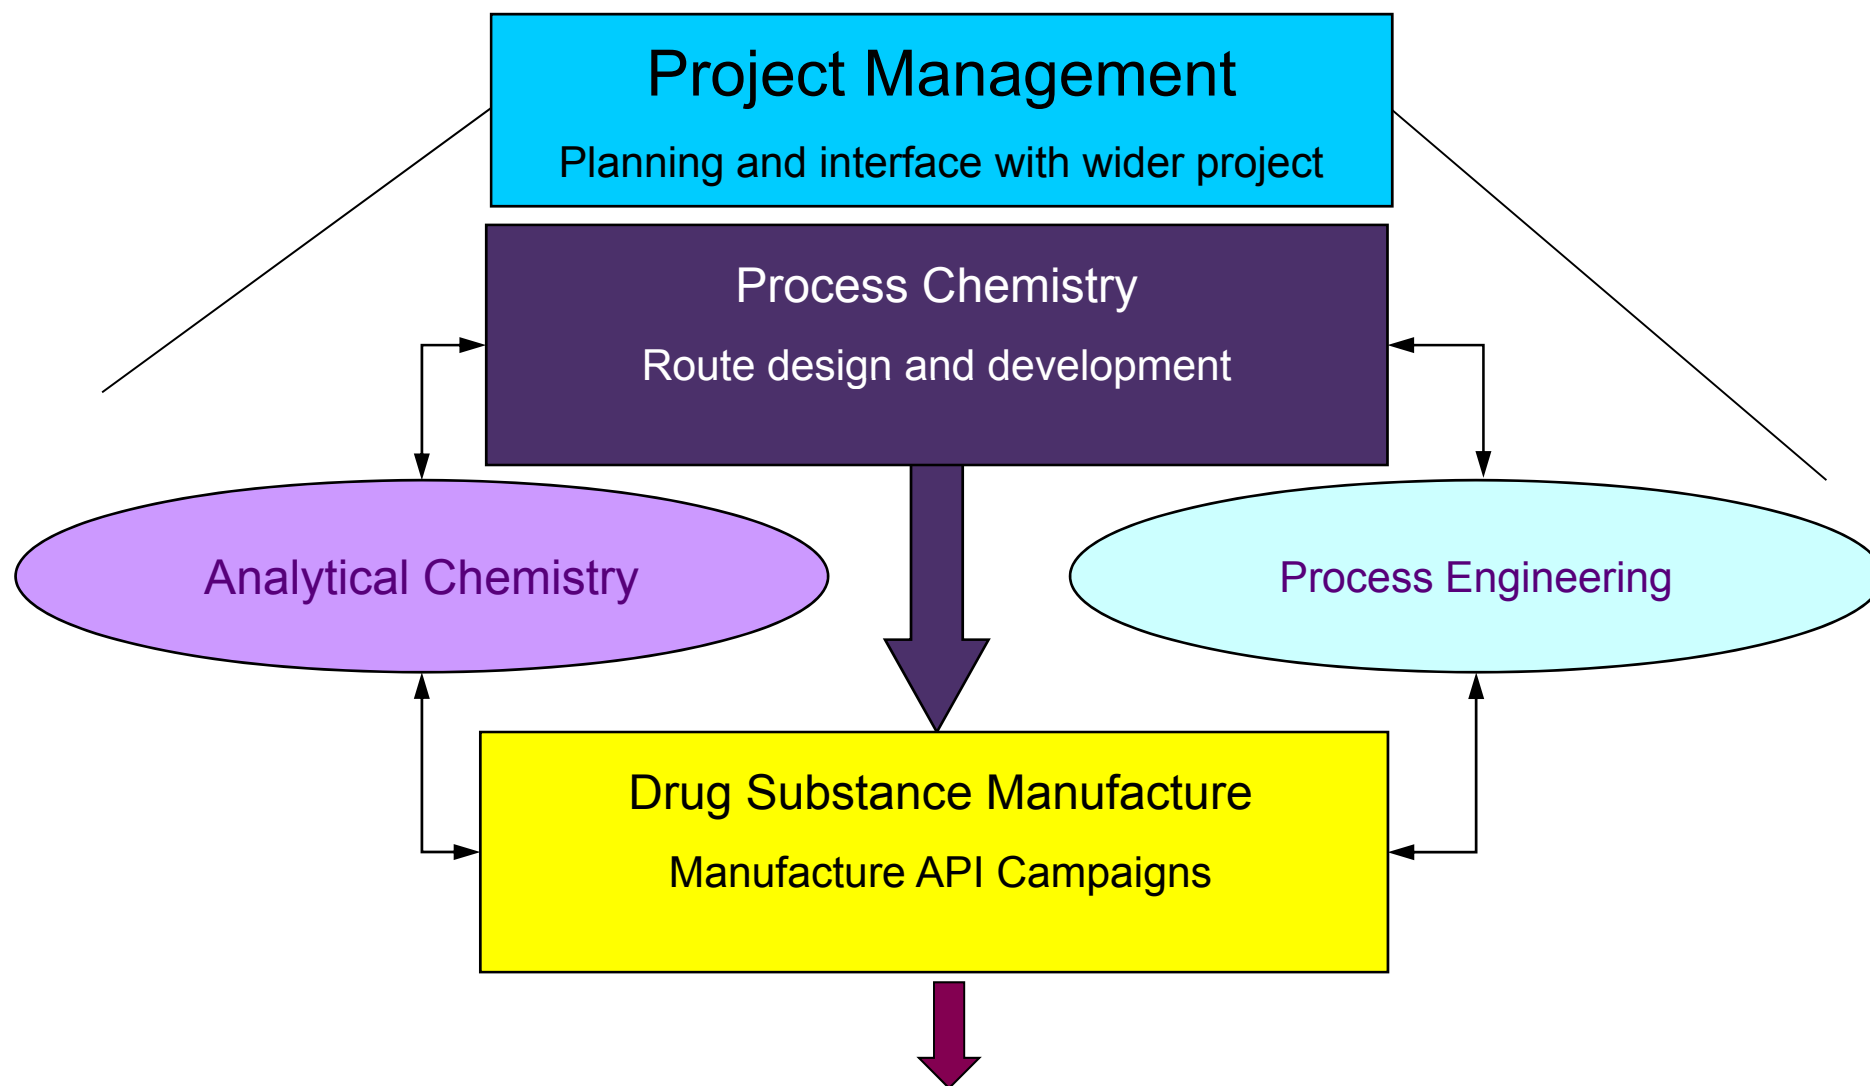 Project Management
Planning and interface with wider project
Process Chemistry
Route design and development
Analytical Chemistry
Process Engineering
Drug Substance Manufacture
Manufacture API Campaigns